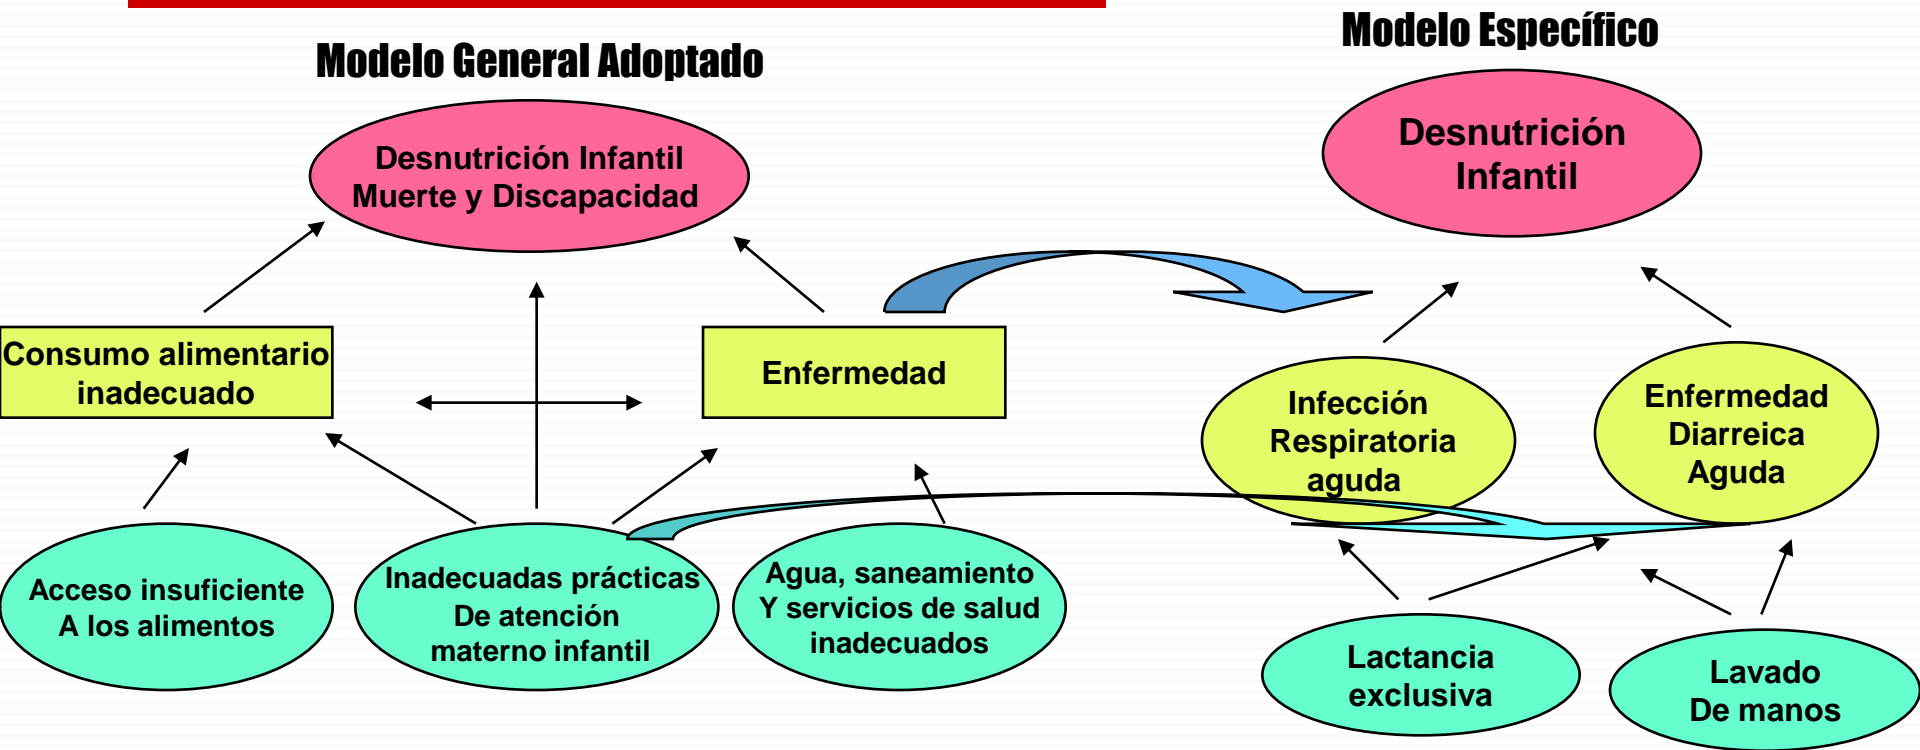 Modelo General Adoptado
Desnutrición Infantil
Muerte y Discapacidad
Consumo alimentario
inadecuado
Enfermedad
Acceso insuficiente
A los alimentos
Inadecuadas prácticas
De atención
materno infantil
Agua, saneamiento
Y servicios de salud
inadecuados
Modelo Específico
Desnutrición
Infantil
Infección
Respiratoria
aguda
Enfermedad
Diarreica
Aguda
Lactancia
exclusiva
Lavado
De manos